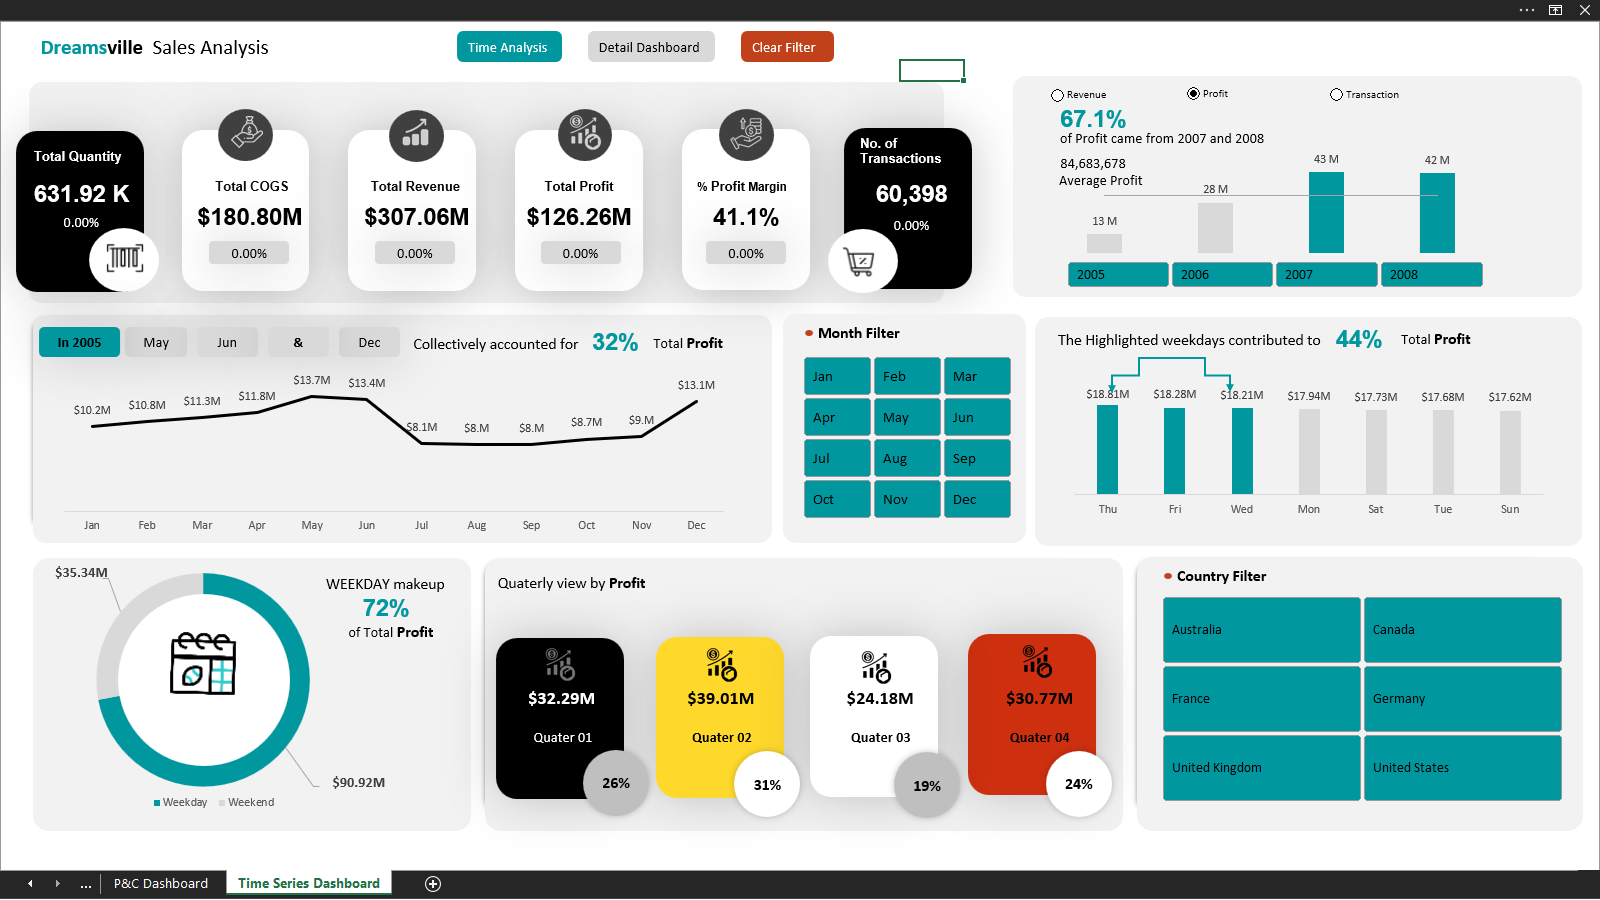 Dreamsville Sales Analysis
Time Analysis
Detail Dashboard
Clear Filter
Total Quantity
631.92 K
0.00%
Total COGS
$180.80M
0.00%
Total Revenue
$307.06M
0.00%
Total Profit
$126.26M
0.00%
% Profit Margin
41.1%
0.00%
No. of
Transactions
60,398
0.00%
Revenue
Profit
Transaction
67.1%
of Profit came from 2007 and 2008
84,683,678
Average Profit
13 M
28 M
43 M
42 M
2005
2006
2007
2008
In 2005
May
Jun
&
Dec
Collectively accounted for 32% Total Profit
$10.2M
$10.8M
$11.3M
$11.8M
$13.7M
$13.4M
$8.1M
$8.M
$8.M
$8.7M
$9.M
$13.1M
Jan Feb Mar Apr May Jun Jul Aug Sep Oct Nov Dec
Month Filter
Jan Feb Mar
Apr May Jun
Jul Aug Sep
Oct Nov Dec
The Highlighted weekdays contributed to 44% Total Profit
$18.81M $18.28M $18.21M $17.94M $17.73M $17.68M $17.62M
Thu Fri Wed Mon Sat Tue Sun
$35.34M
WEEKDAY makeup
72%
of Total Profit
$90.92M
Weekday Weekend
Quaterly view by Profit
$32.29M
Quater 01
26%
$39.01M
Quater 02
31%
$24.18M
Quater 03
19%
$30.77M
Quater 04
24%
Country Filter
Australia
Canada
France
Germany
United Kingdom
United States
... P&C Dashboard Time Series Dashboard